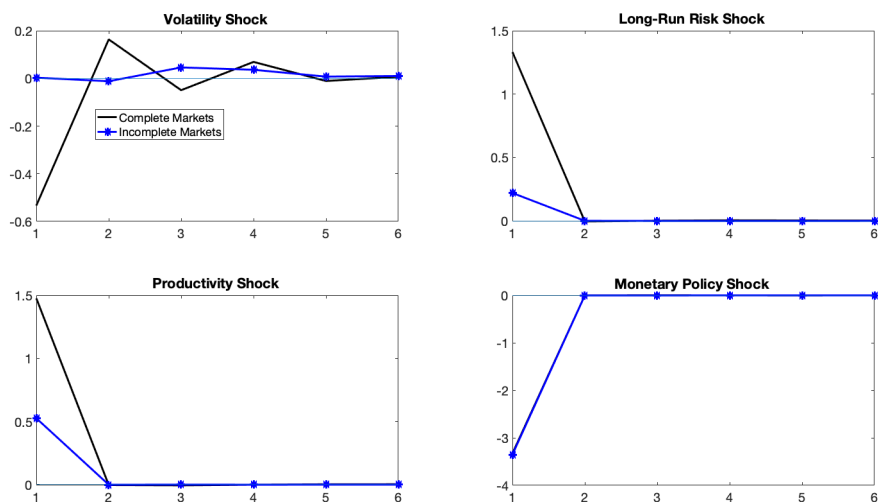 Volatility Shock
0.2
0
-0.2
-0.4
-0.6
1 2 3 4 5 6
Complete Markets
Incomplete Markets
Long-Run Risk Shock
1.5
1
0.5
0
1 2 3 4 5 6
Productivity Shock
1.5
1
0.5
0
1 2 3 4 5 6
Monetary Policy Shock
0
-1
-2
-3
-4
1 2 3 4 5 6